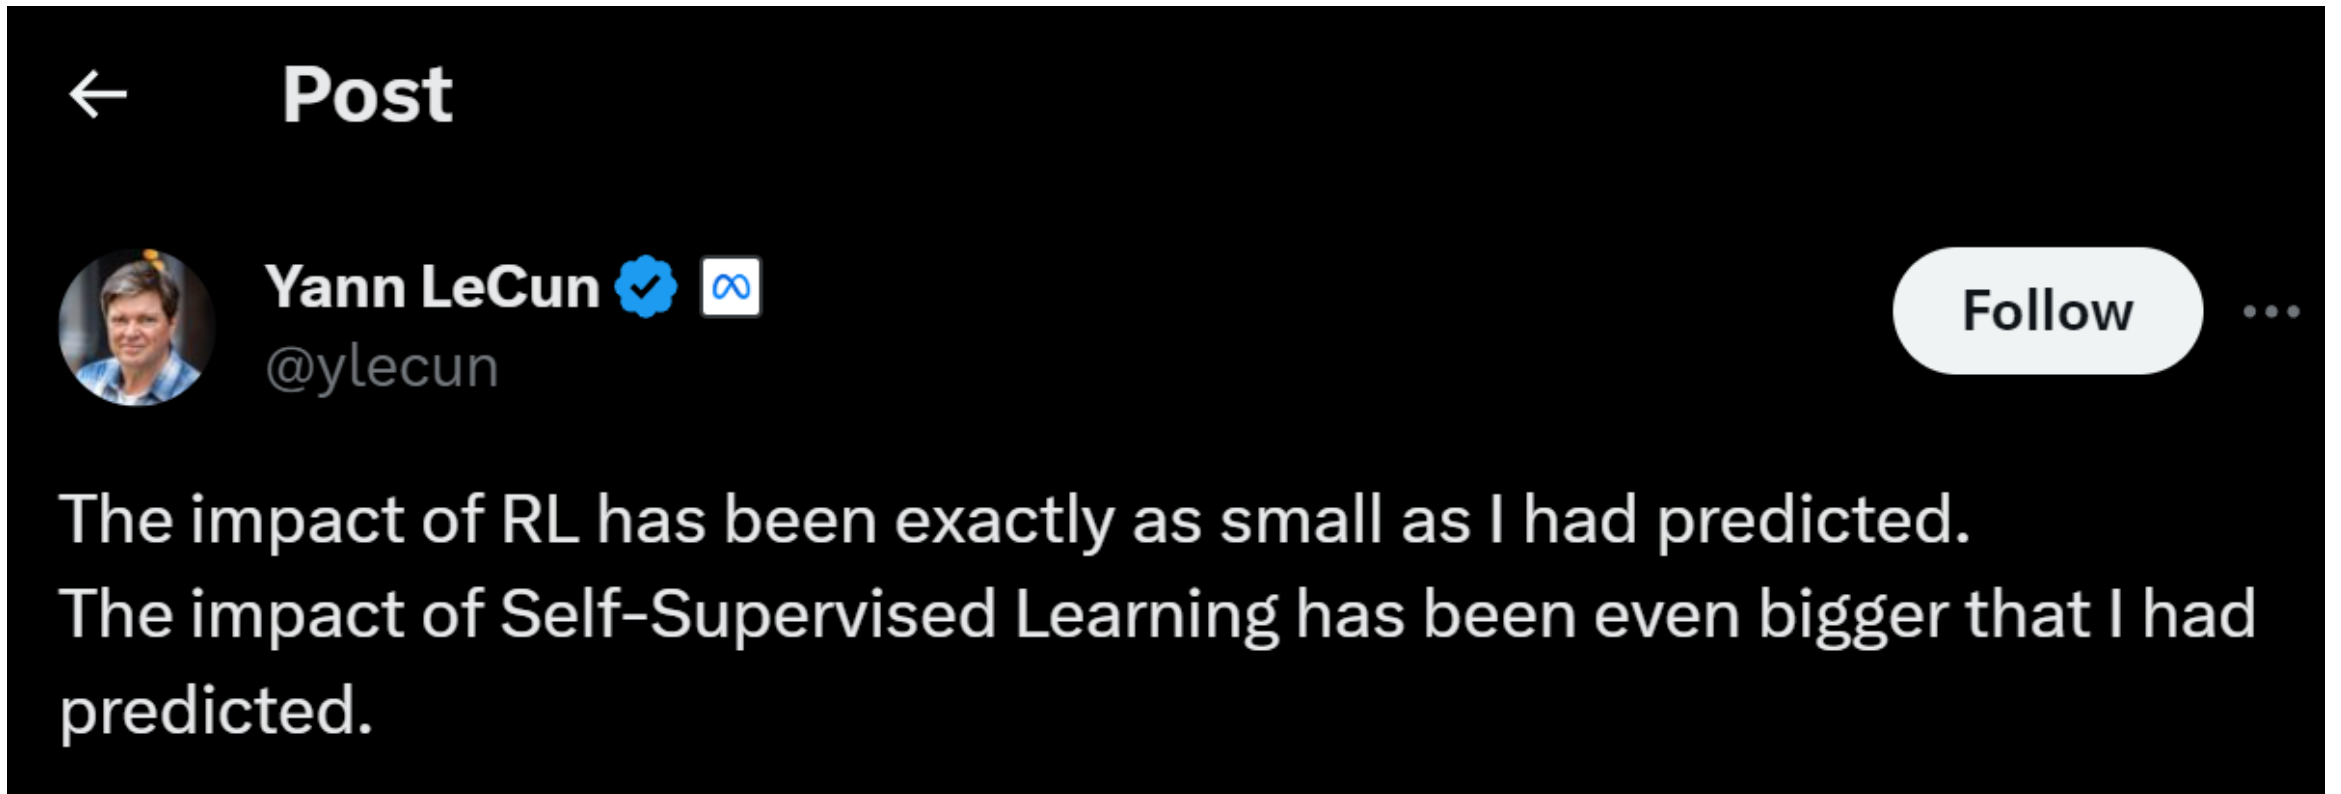 Post
Yann LeCun
@ylecun
Follow
The impact of RL has been exactly as small as I had predicted.
The impact of Self-Supervised Learning has been even bigger that I had
predicted.